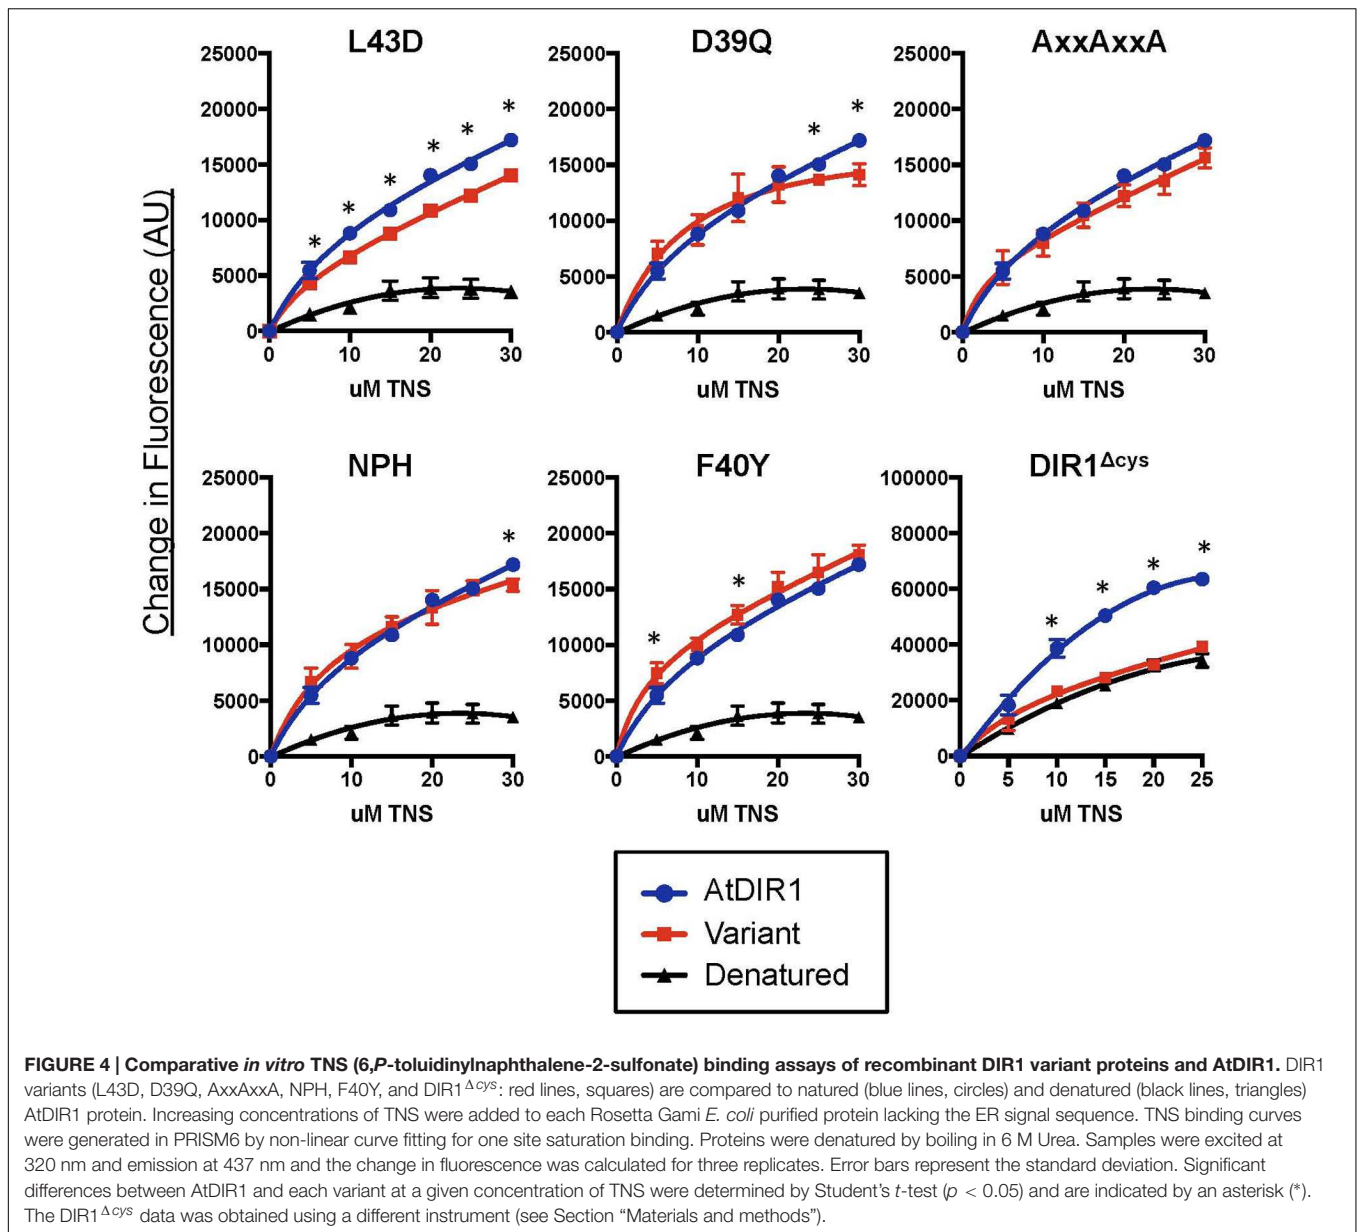 Change in Fluorescence (AU)
L43D
25000
20000
15000
10000
5000
0
* * * * * *
0 10 20 30
uM TNS
D39Q
25000
20000
15000
10000
5000
0
* *
0 10 20 30
uM TNS
AxxAxxA
25000
20000
15000
10000
5000
0
0 10 20 30
uM TNS
NPH
25000
20000
15000
10000
5000
0
*
0 10 20 30
uM TNS
F40Y
25000
20000
15000
10000
5000
0
* *
0 10 20 30
uM TNS
DIR1Δcys
100000
80000
60000
40000
20000
0
* * * *
0 5 10 15 20 25
uM TNS
AtDIR1
Variant
Denatured
FIGURE 4 | Comparative in vitro TNS (6,P-toluidinylnaphthalene-2-sulfonate) binding assays of recombinant DIR1 variant proteins and AtDIR1. DIR1
variants (L43D, D39Q, AxxAxxA, NPH, F40Y, and DIR1Δcys: red lines, squares) are compared to natured (blue lines, circles) and denatured (black lines, triangles)
AtDIR1 protein. Increasing concentrations of TNS were added to each Rosetta Gami E. coli purified protein lacking the ER signal sequence. TNS binding curves
were generated in PRISM6 by non-linear curve fitting for one site saturation binding. Proteins were denatured by boiling in 6 M Urea. Samples were excited at
320 nm and emission at 437 nm and the change in fluorescence was calculated for three replicates. Error bars represent the standard deviation. Significant
differences between AtDIR1 and each variant at a given concentration of TNS were determined by Student's t-test (p < 0.05) and are indicated by an asterisk (*).
The DIR1Δcys data was obtained using a different instrument (see Section “Materials and methods”).